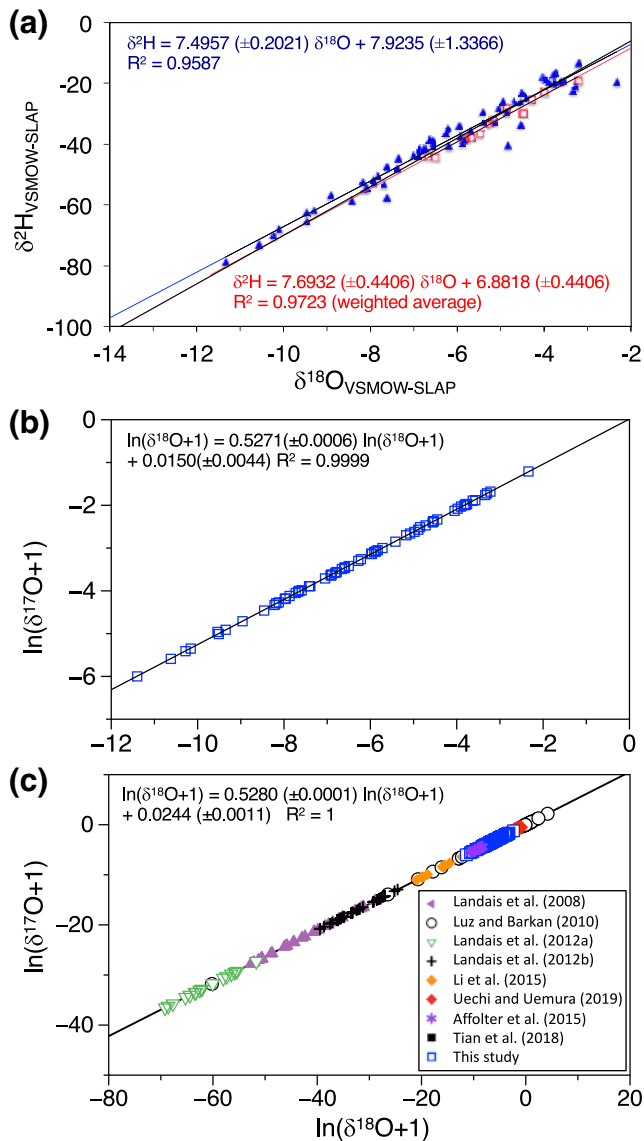 (a)
0
-20
-40
-60
-80
-100
δ²H = 7.4957 (±0.2021) δ¹⁸O + 7.9235 (±1.3366)
R² = 0.9587
δ²H = 7.6932 (±0.4406) δ¹⁸O + 6.8818 (±0.4406)
R² = 0.9723 (weighted average)
δ²H_VSMOW-SLAP
-14 -12 -10 -8 -6 -4 -2
δ¹⁸O_VSMOW-SLAP
(b)
0
−2
−4
−6
ln(δ¹⁸O+1) = 0.5271(±0.0006) ln(δ¹⁸O+1)
+ 0.0150(±0.0044) R² = 0.9999
ln(δ¹⁷O+1)
−12 −10 −8 −6 −4 −2 0
(c)
0
−20
−40
ln(δ¹⁸O+1) = 0.5280 (±0.0001) ln(δ¹⁸O+1)
+ 0.0244 (±0.0011) R² = 1
ln(δ¹⁷O+1)
Landais et al. (2008)
Luz and Barkan (2010)
Landais et al. (2012a)
Landais et al. (2012b)
Li et al. (2015)
Uechi and Uemura (2019)
Affolter et al. (2015)
Tian et al. (2018)
This study
−80 −60 −40 −20 0 20
ln(δ¹⁸O+1)